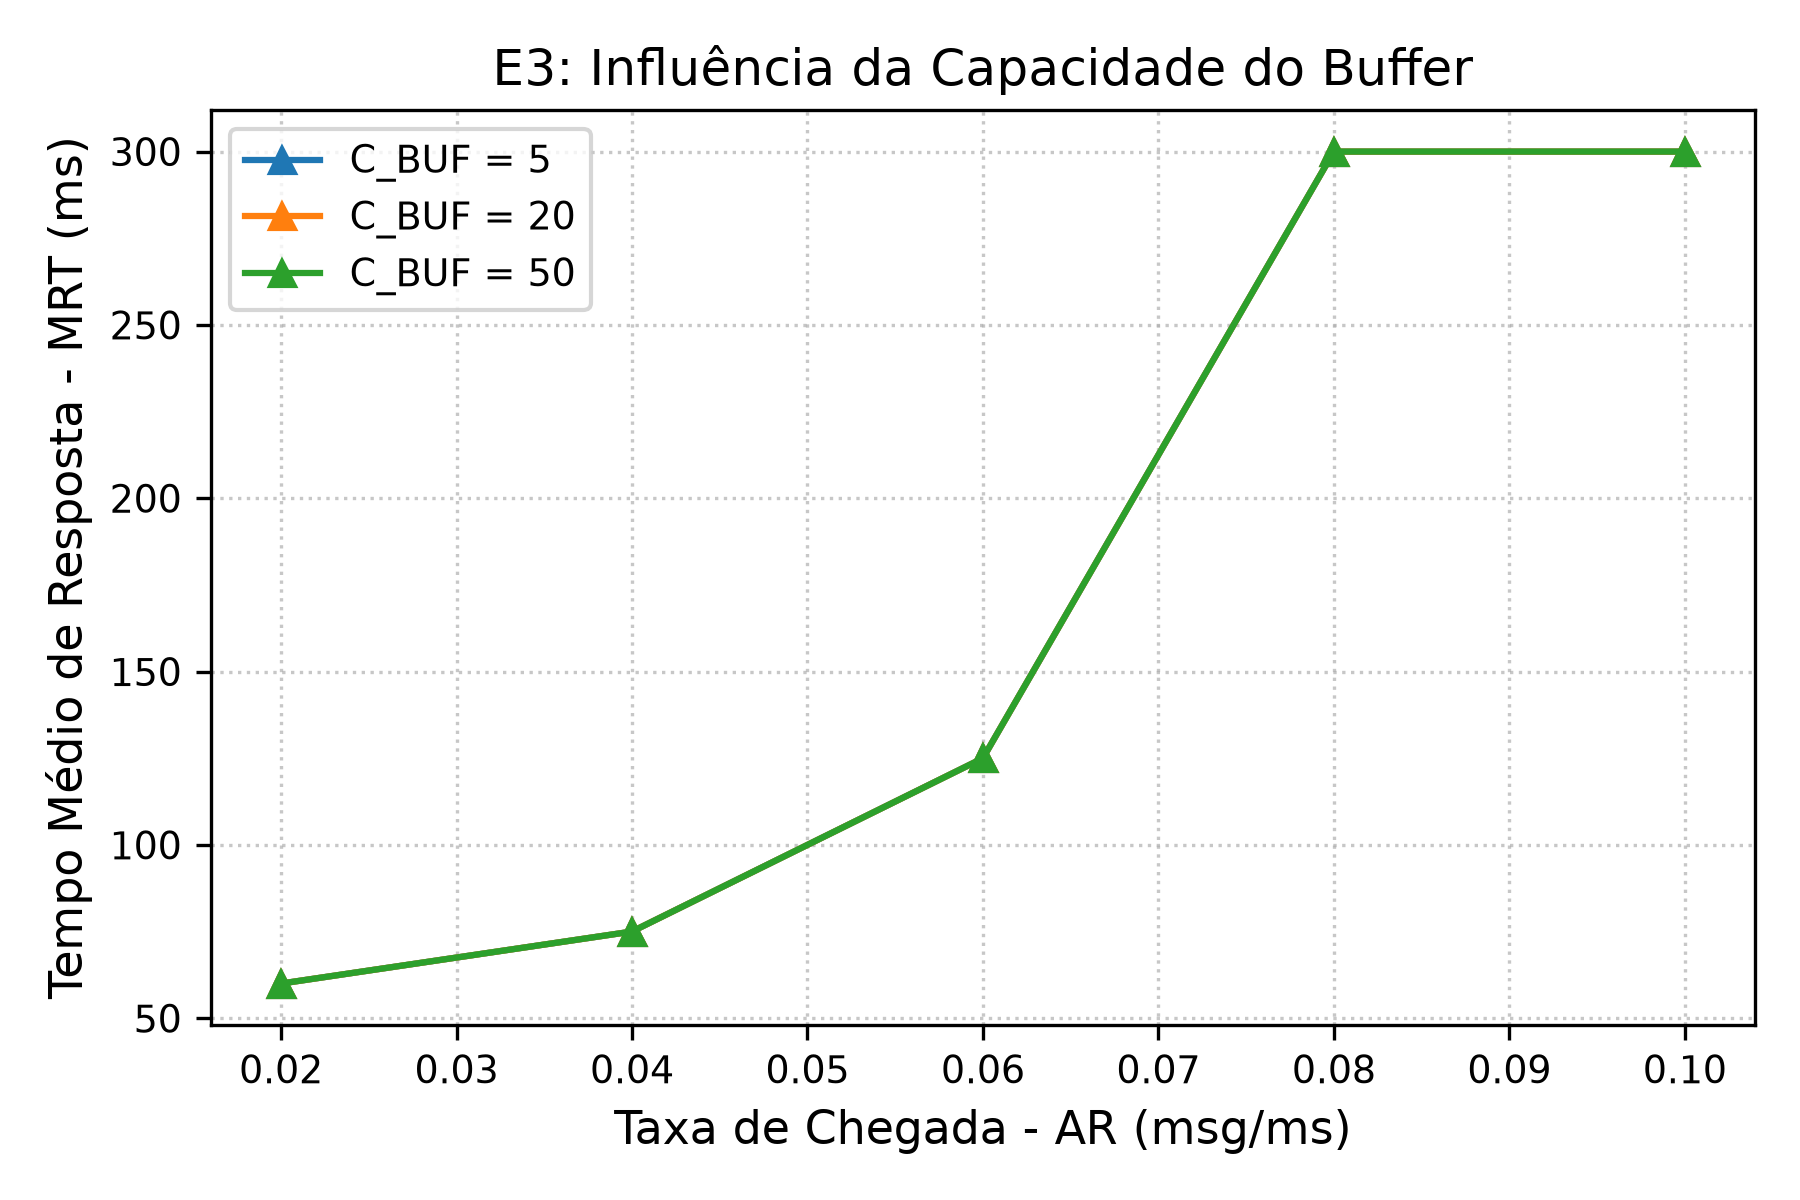 E3: Influência da Capacidade do Buffer
C_BUF = 5
C_BUF = 20
C_BUF = 50
Tempo Médio de Resposta - MRT (ms)
300
250
200
150
100
50
0.02 0.03 0.04 0.05 0.06 0.07 0.08 0.09 0.10
Taxa de Chegada - AR (msg/ms)